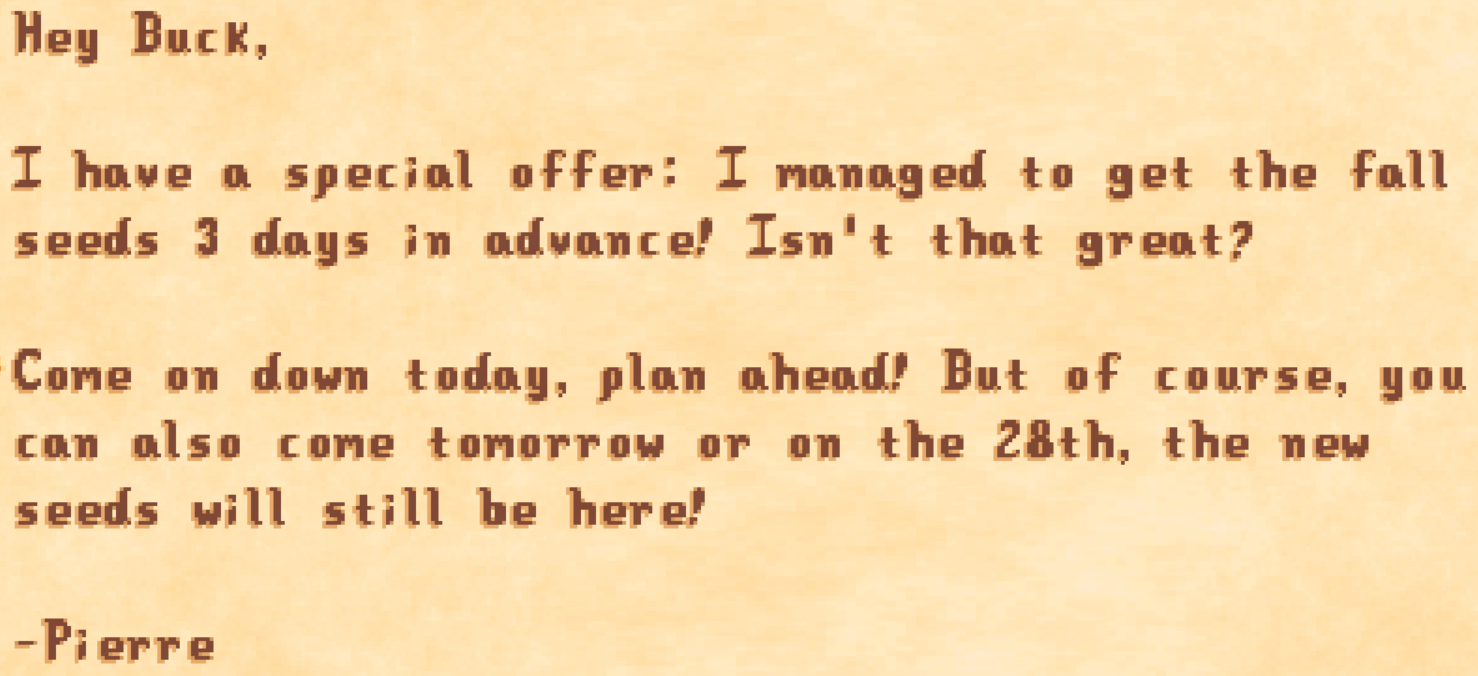 Hey Buck,
I have a special offer: I managed to get the fall
seeds 3 days in advance! Isn't that great?
Come on down today, plan ahead! But of course, you
can also come tomorrow or on the 28th, the new
seeds will still be here!
-Pierre